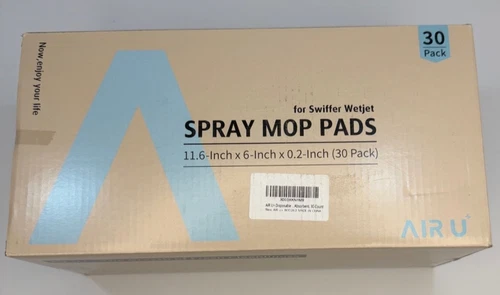 Now, enjoy your life
30
Pack
for Swiffer Wetjet
SPRAY MOP PADS
11.6-Inch x 6-Inch x 0.2-Inch (30 Pack)
AIR U